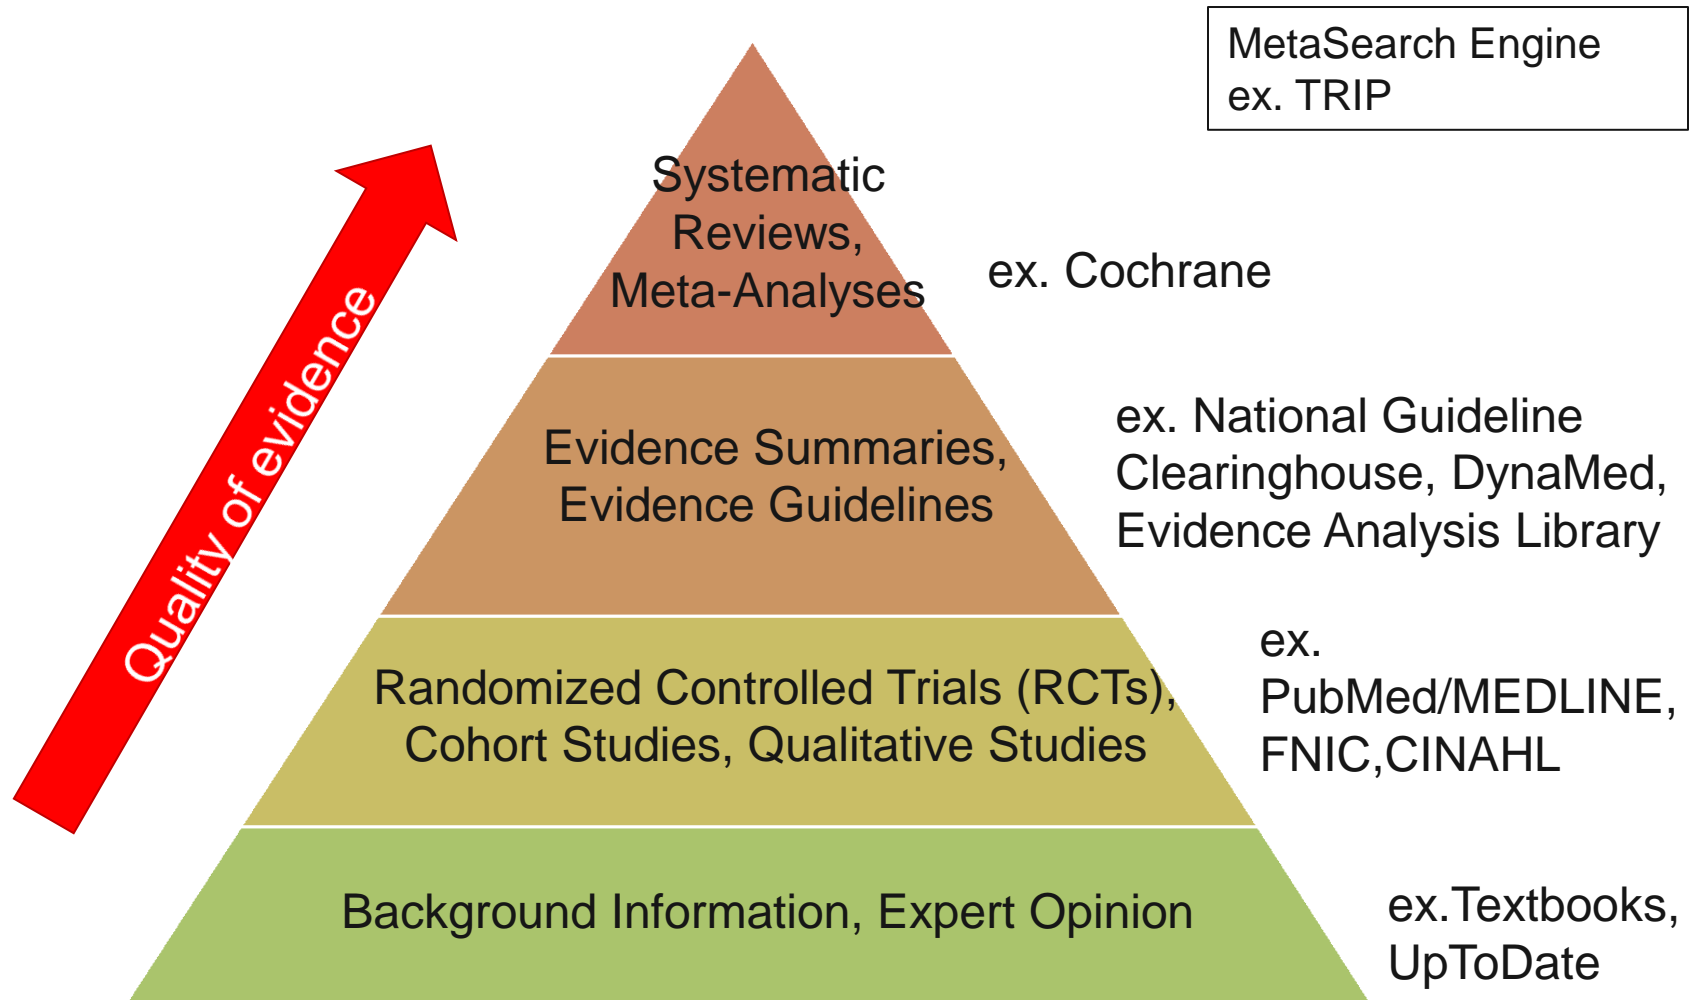 MetaSearch Engine
ex. TRIP
Systematic
Reviews,
Meta-Analyses
ex. Cochrane
Quality of evidence
Evidence Summaries,
Evidence Guidelines
ex. National Guideline
Clearinghouse, DynaMed,
Evidence Analysis Library
Randomized Controlled Trials (RCTs),
Cohort Studies, Qualitative Studies
ex.
PubMed/MEDLINE,
FNIC,CINAHL
Background Information, Expert Opinion
ex.Textbooks,
UpToDate